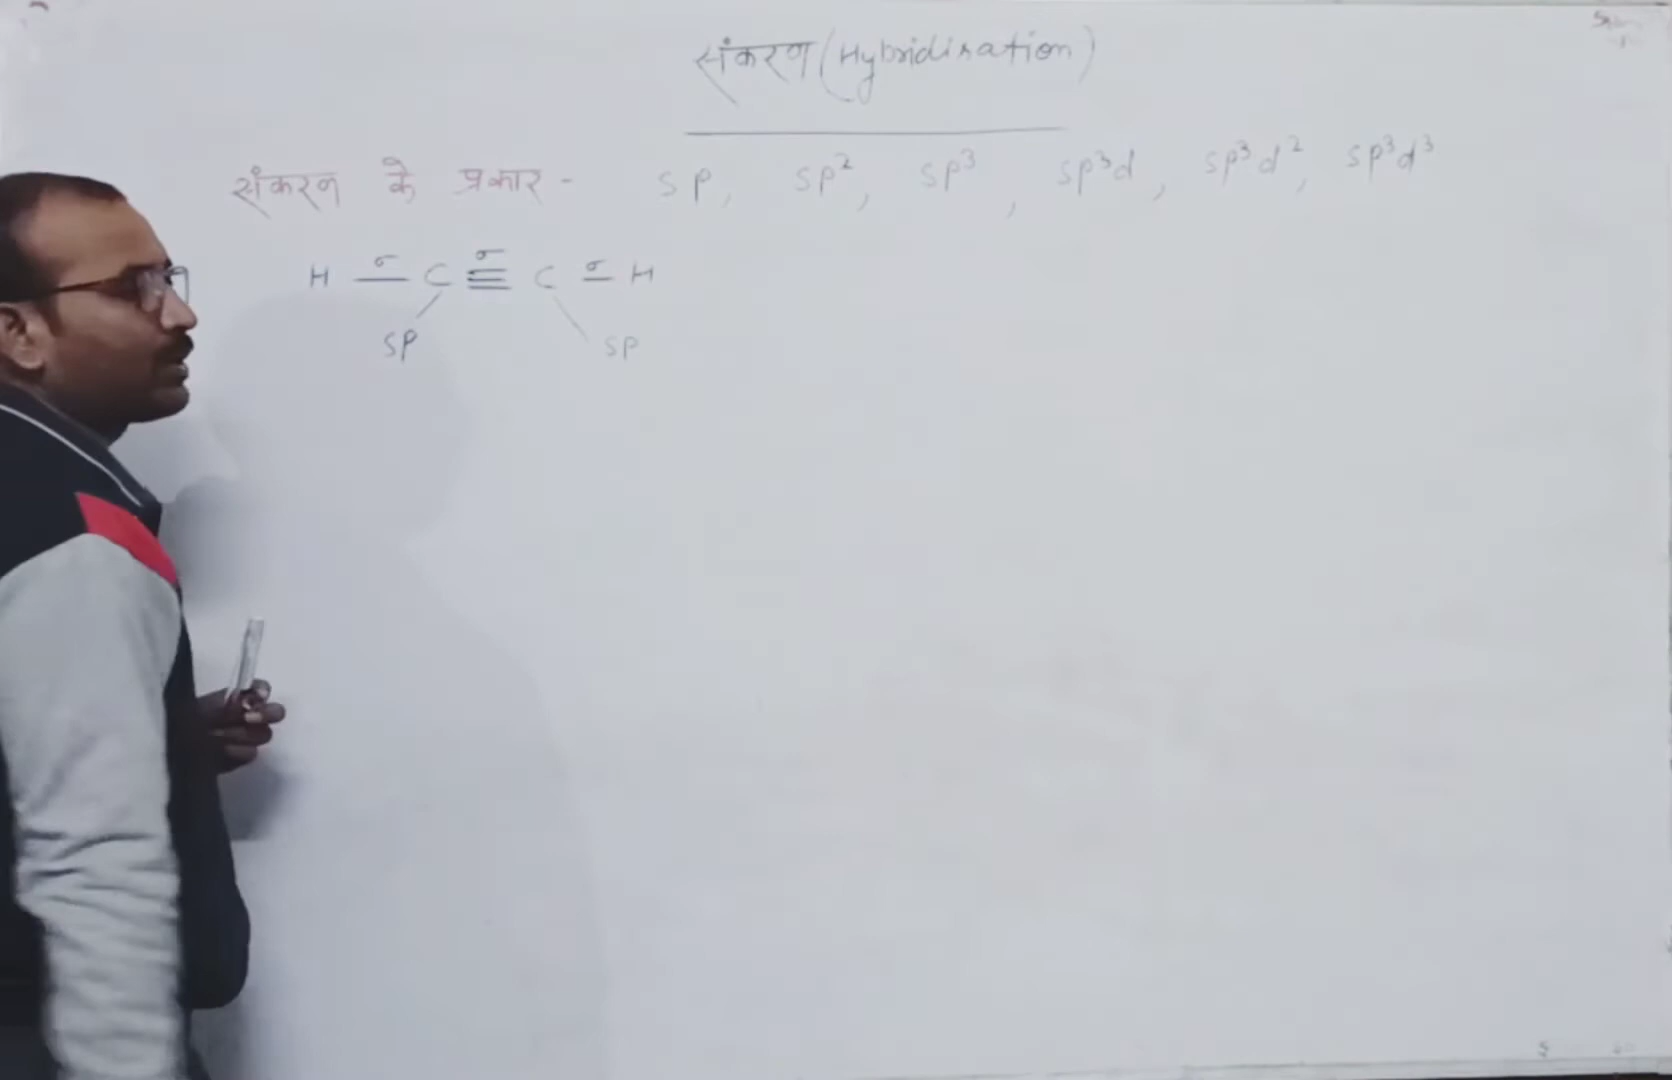 संकरण (Hybridisation)
संकरण के प्रकार - sp, sp², sp³, sp³d, sp³d², sp³d³
H —σ— C ≡σ C —σ— H
sp sp